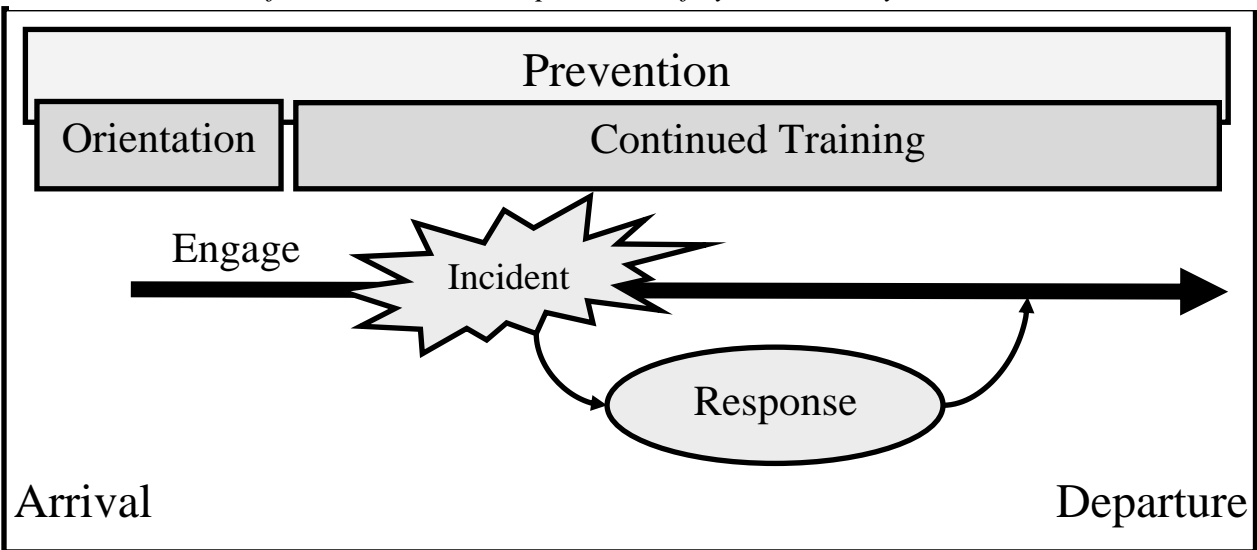 Prevention
Orientation
Continued Training
Engage
Incident
Response
Arrival
Departure